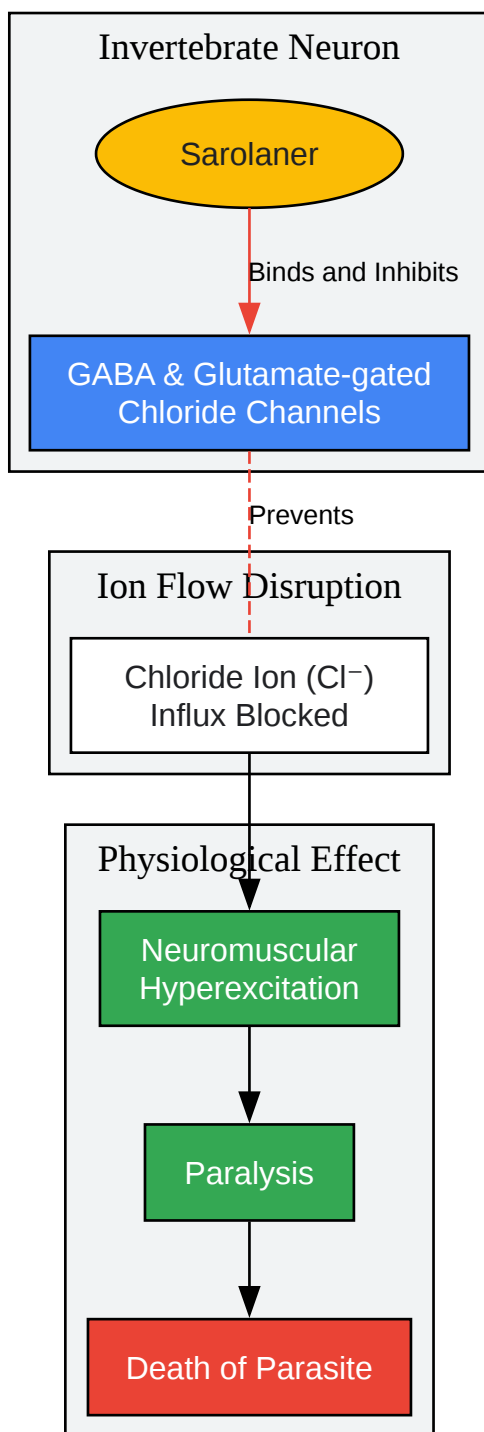 Invertebrate Neuron
Sarolaner
Binds and Inhibits
GABA & Glutamate-gated
Chloride Channels
Prevents
Ion Flow Disruption
Chloride Ion (Cl⁻)
Influx Blocked
Physiological Effect
Neuromuscular
Hyperexcitation
Paralysis
Death of Parasite